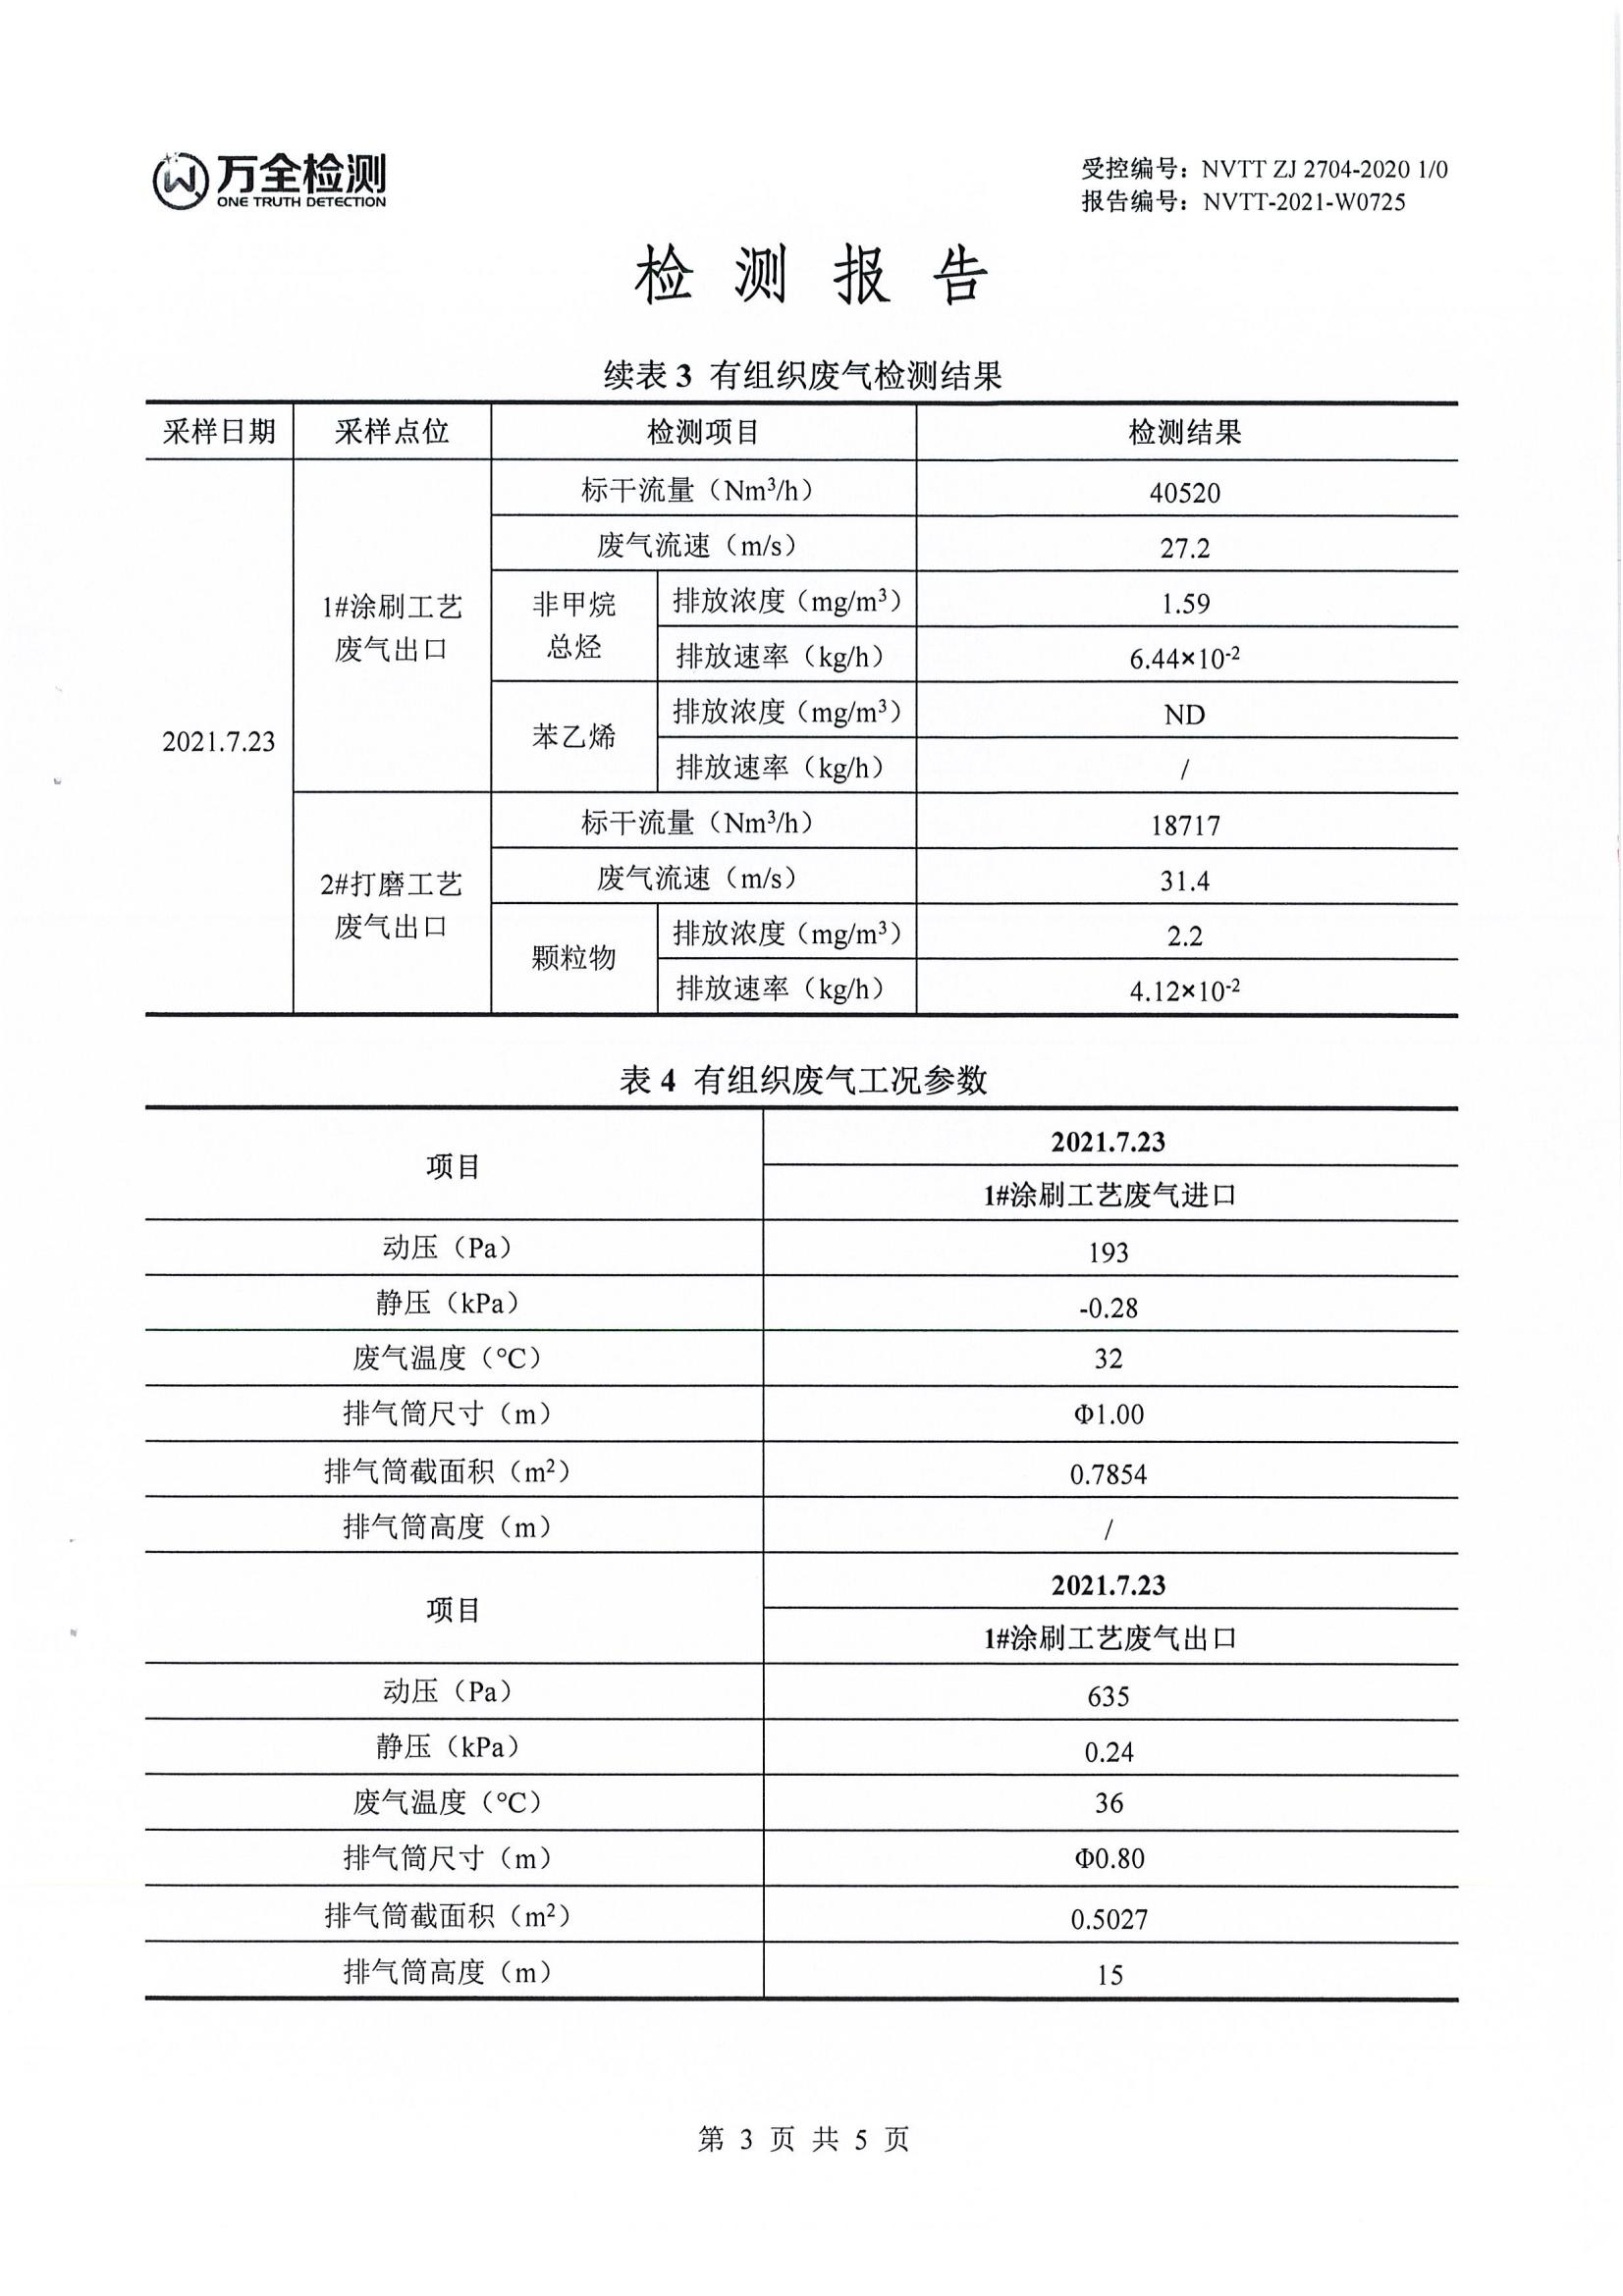 万全检测
ONE TRUTH DETECTION
受控编号：NVTT ZJ 2704-2020 1/0
报告编号：NVTT-2021-W0725
检测报告
续表3 有组织废气检测结果
采样日期 采样点位 检测项目 检测结果
2021.7.23
1#涂刷工艺
废气出口
标干流量（Nm³/h） 40520
废气流速（m/s） 27.2
非甲烷
总烃
排放浓度（mg/m³） 1.59
排放速率（kg/h） 6.44×10⁻²
苯乙烯
排放浓度（mg/m³） ND
排放速率（kg/h） /
2#打磨工艺
废气出口
标干流量（Nm³/h） 18717
废气流速（m/s） 31.4
颗粒物
排放浓度（mg/m³） 2.2
排放速率（kg/h） 4.12×10⁻²
表4 有组织废气工况参数
项目
2021.7.23
1#涂刷工艺废气进口
动压（Pa） 193
静压（kPa） -0.28
废气温度（°C） 32
排气筒尺寸（m） Φ1.00
排气筒截面积（m²） 0.7854
排气筒高度（m） /
项目
2021.7.23
1#涂刷工艺废气出口
动压（Pa） 635
静压（kPa） 0.24
废气温度（°C） 36
排气筒尺寸（m） Φ0.80
排气筒截面积（m²） 0.5027
排气筒高度（m） 15
第 3 页 共 5 页